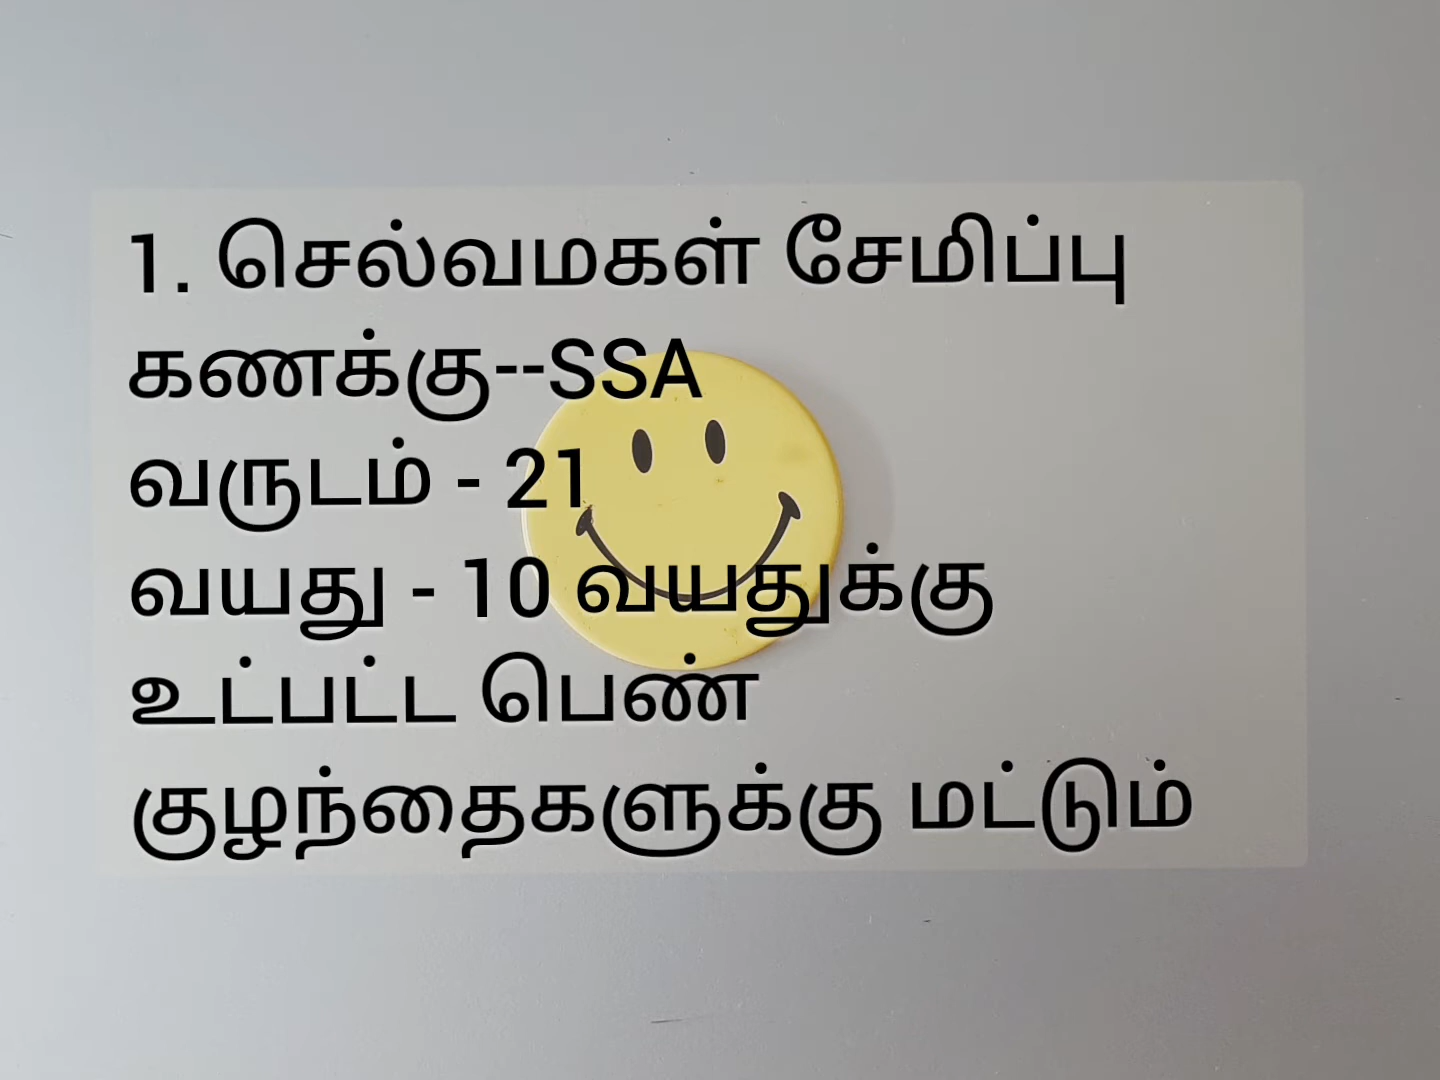 1. செல்வமகள் சேமிப்பு
கணக்கு--SSA
வருடம் - 21
வயது - 10 வயதுக்கு
உட்பட்ட பெண்
குழந்தைகளுக்கு மட்டும்